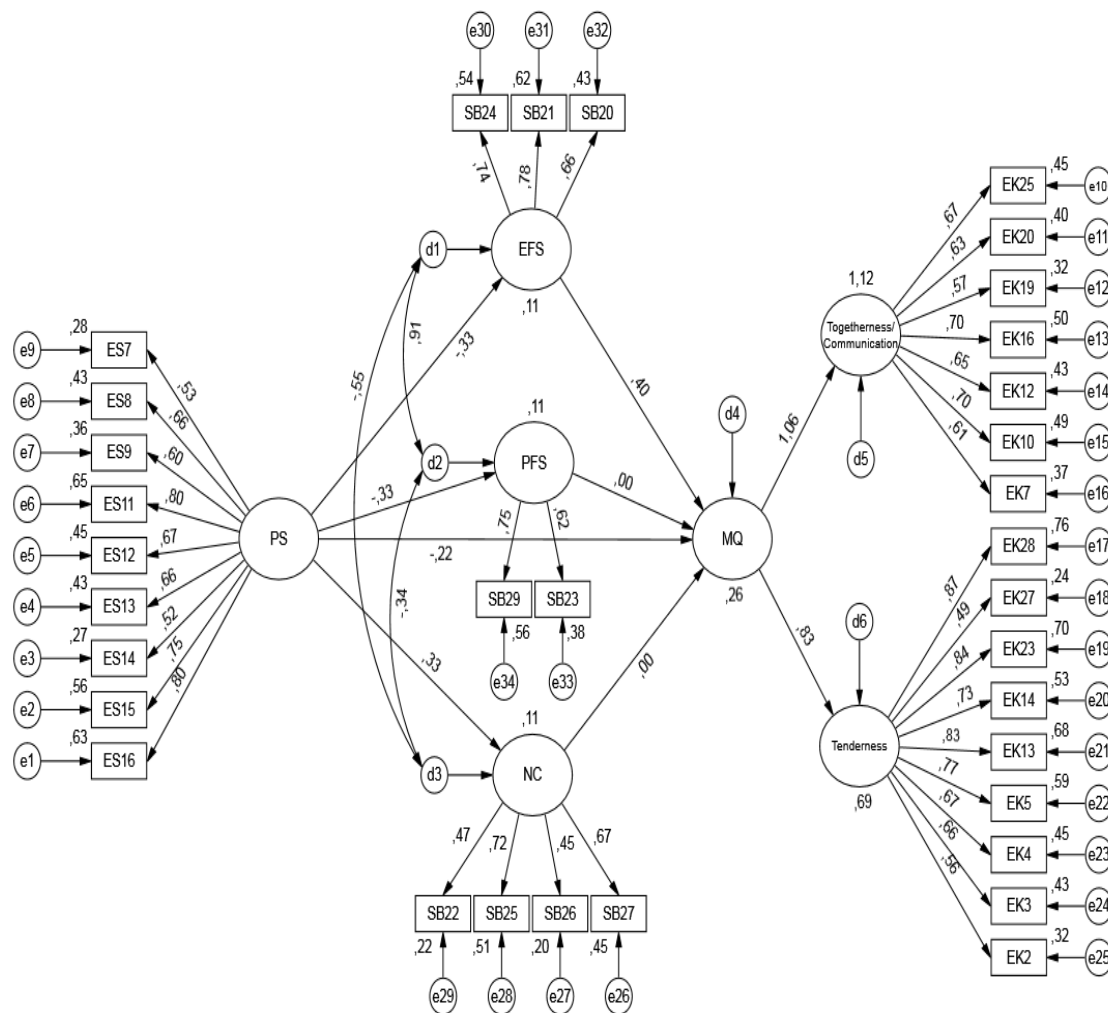 e30
e31
e32
,54
,62
,43
SB24
SB21
SB20
,74
,78
,66
d1
EFS
,11
,91
-,55
-,33
,40
e9
,28
ES7
,53
e8
,43
ES8
,66
e7
,36
ES9
,60
e6
,65
ES11
,80
e5
,45
ES12
,67
e4
,43
ES13
,66
e3
,27
ES14
,52
e2
,56
ES15
,75
e1
,63
ES16
,80
PS
,11
d2
PFS
-,33
,00
-,22
-,34
,75
,62
SB29
SB23
,56
,38
e34
e33
,33
,00
,11
d3
NC
,47
,72
,45
,67
SB22
SB25
SB26
SB27
,22
,51
,20
,45
e29
e28
e27
e26
d4
MQ
,26
1,06
,83
1,12
Togetherness/
Communication
d5
d6
Tenderness
,69
,67
EK25
,45
e10
,63
EK20
,40
e11
,57
EK19
,32
e12
,70
EK16
,50
e13
,65
EK12
,43
e14
,70
EK10
,49
e15
,61
EK7
,37
e16
,87
EK28
,76
e17
,49
EK27
,24
e18
,84
EK23
,70
e19
,73
EK14
,53
e20
,83
EK13
,68
e21
,77
EK5
,59
e22
,67
EK4
,45
e23
,66
EK3
,43
e24
,56
EK2
,32
e25